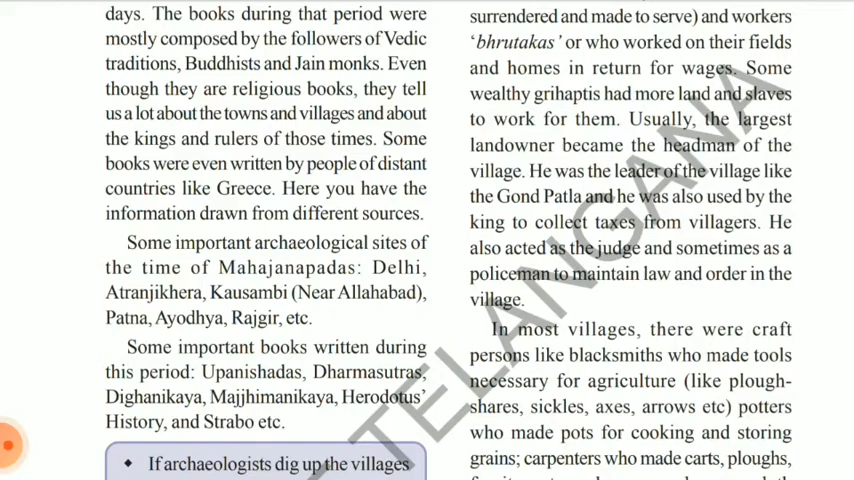 days. The books during that period were
mostly composed by the followers of Vedic
traditions, Buddhists and Jain monks. Even
though they are religious books, they tell
us a lot about the towns and villages and about
the kings and rulers of those times. Some
books were even written by people of distant
countries like Greece. Here you have the
information drawn from different sources.
Some important archaeological sites of
the time of Mahajanapadas: Delhi,
Atranjikhera, Kausambi (Near Allahabad),
Patna, Ayodhya, Rajgir, etc.
Some important books written during
this period: Upanishadas, Dharmasutras,
Dighanikaya, Majjhimanikaya, Herodotus'
History, and Strabo etc.
♦ If archaeologists dig up the villages
surrendered and made to serve) and workers
'bhrutakas' or who worked on their fields
and homes in return for wages. Some
wealthy grihaptis had more land and slaves
to work for them. Usually, the largest
landowner became the headman of the
village. He was the leader of the village like
the Gond Patla and he was also used by the
king to collect taxes from villagers. He
also acted as the judge and sometimes as a
policeman to maintain law and order in the
village.
In most villages, there were craft
persons like blacksmiths who made tools
necessary for agriculture (like plough-
shares, sickles, axes, arrows etc) potters
who made pots for cooking and storing
grains; carpenters who made carts, ploughs,
TELANGANA